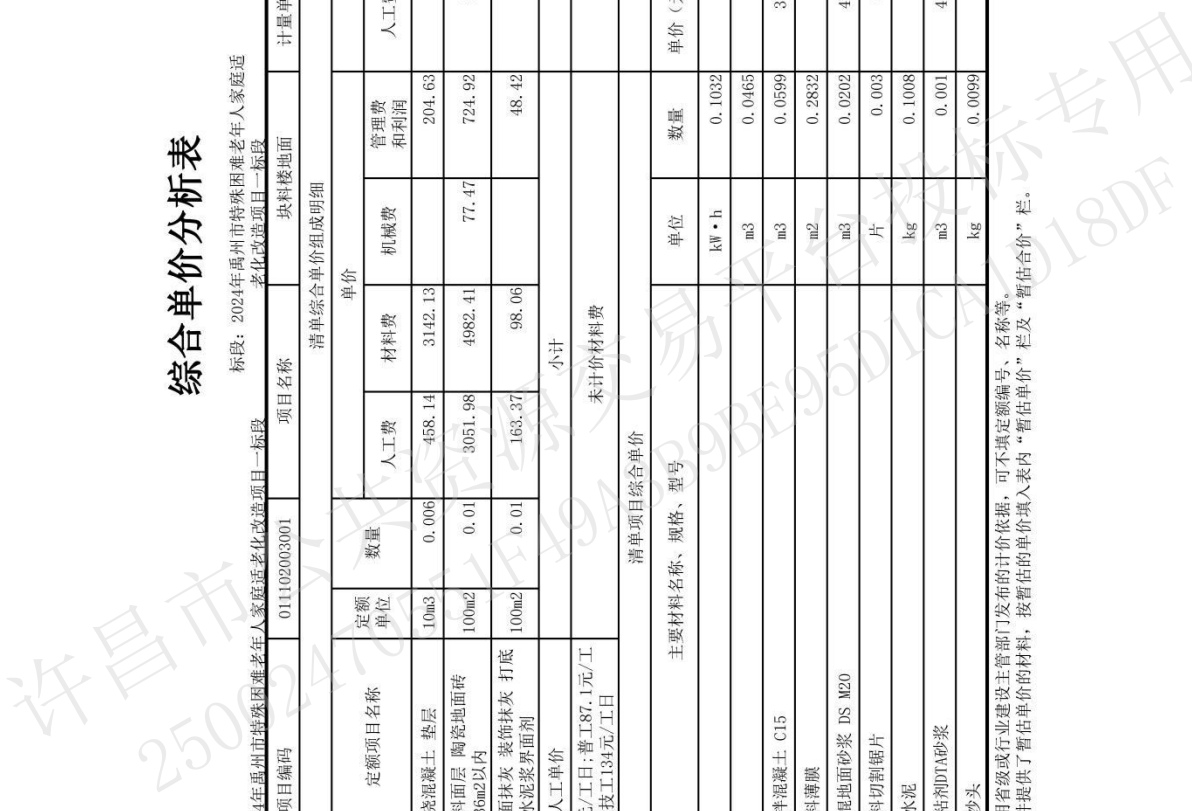 综合单价分析表
标段: 2024年禹州市特殊困难老年人家庭适
4年禹州市特殊困难老年人家庭适老化改造项目一标段 老化改造项目一标段
项目编码 011102003001 项目名称 块料楼地面 计量单
清单综合单价组成明细
定额项目名称 定额单位 数量 单价
人工费 材料费 机械费 管理费和利润 人工费
浇混凝土 垫层 10m3 0.006 458.14 3142.13 204.63
料面层 陶瓷地面砖 100m2 0.01 3051.98 4982.41 77.47 724.92
36m2以内
面抹灰 装饰抹灰 打底 100m2 0.01 163.37 98.06 48.42
水泥浆界面剂
人工单价 小计
元/工日;普工87.1元/工 未计价材料费
技工134元/工日
清单项目综合单价
主要材料名称、规格、型号 单位 数量 单价
kW·h 0.1032
m3 0.0465
拌混凝土 C15 m3 0.0599 3
料薄膜 m2 0.2832
混地面砂浆 DS M20 m3 0.0202 4
料切割锯片 片 0.003
水泥 kg 0.1008
粘剂DTA砂浆 m3 0.001 4
纱头 kg 0.0099
用省级或行业建设主管部门发布的计价依据, 可不填定额编号、名称等。
件提供了暂估单价的材料, 按暂估的单价填入表内“暂估单价”栏及“暂估合价”栏。
许昌市公共资源交易平台投标专用